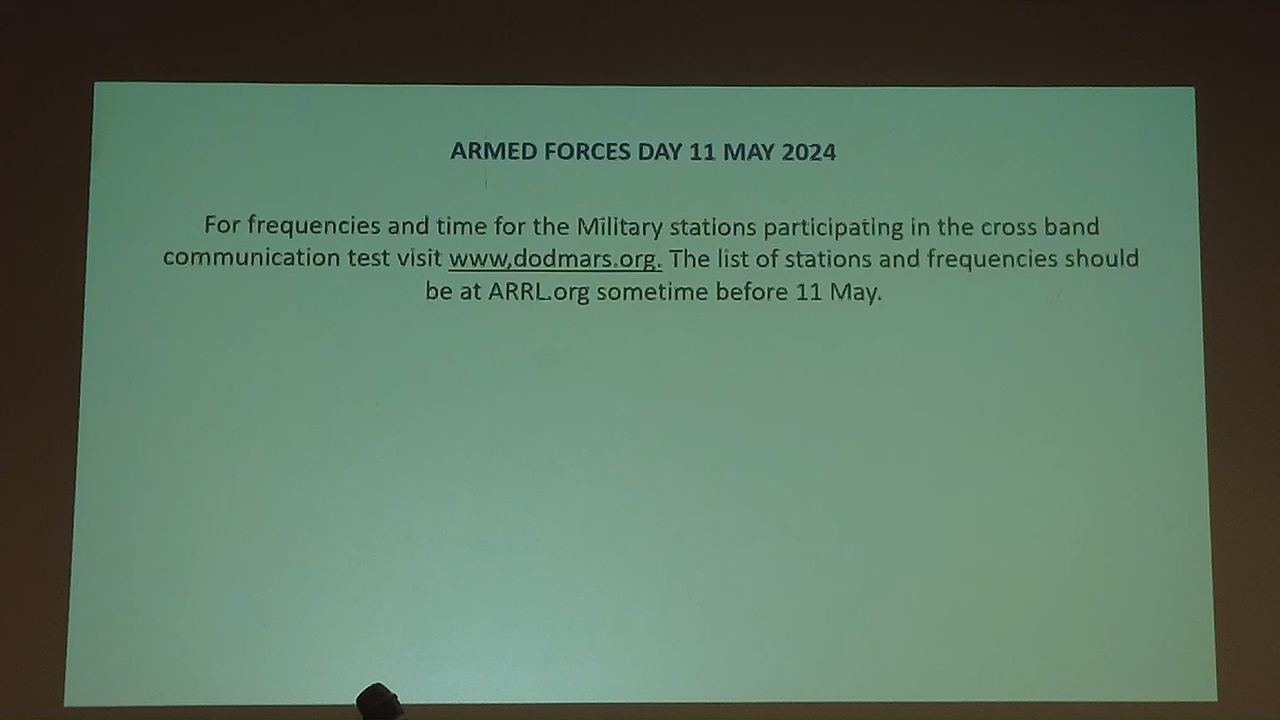 ARMED FORCES DAY 11 MAY 2024
For frequencies and time for the Military stations participating in the cross band
communication test visit www,dodmars.org. The list of stations and frequencies should
be at ARRL.org sometime before 11 May.